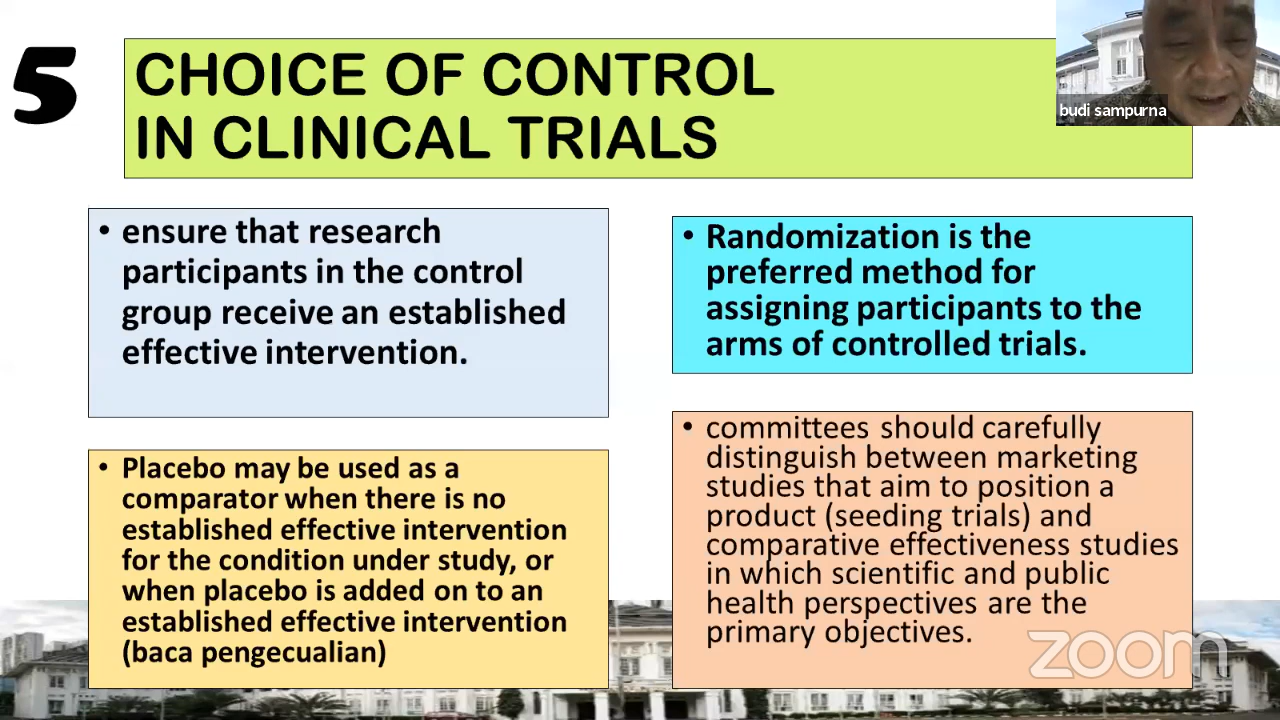 5
CHOICE OF CONTROL
IN CLINICAL TRIALS
budi sampurna
• ensure that research
participants in the control
group receive an established
effective intervention.
• Placebo may be used as a
comparator when there is no
established effective intervention
for the condition under study, or
when placebo is added on to an
established effective intervention
(baca pengecualian)
• Randomization is the
preferred method for
assigning participants to the
arms of controlled trials.
• committees should carefully
distinguish between marketing
studies that aim to position a
product (seeding trials) and
comparative effectiveness studies
in which scientific and public
health perspectives are the
primary objectives.
zoom